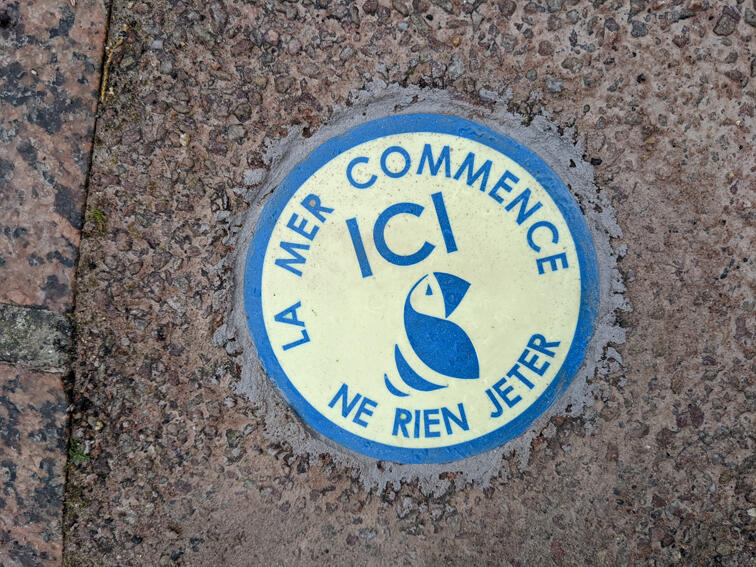 LA MER COMMENCE
ICI
NE RIEN JETER